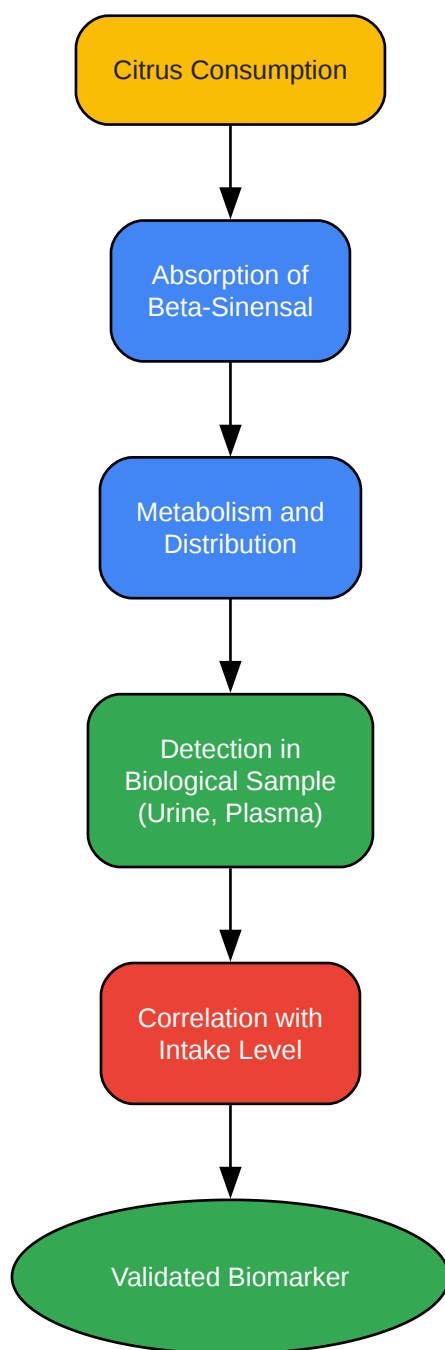 Citrus Consumption
Absorption of
Beta-Sinensal
Metabolism and
Distribution
Detection in
Biological Sample
(Urine, Plasma)
Correlation with
Intake Level
Validated Biomarker